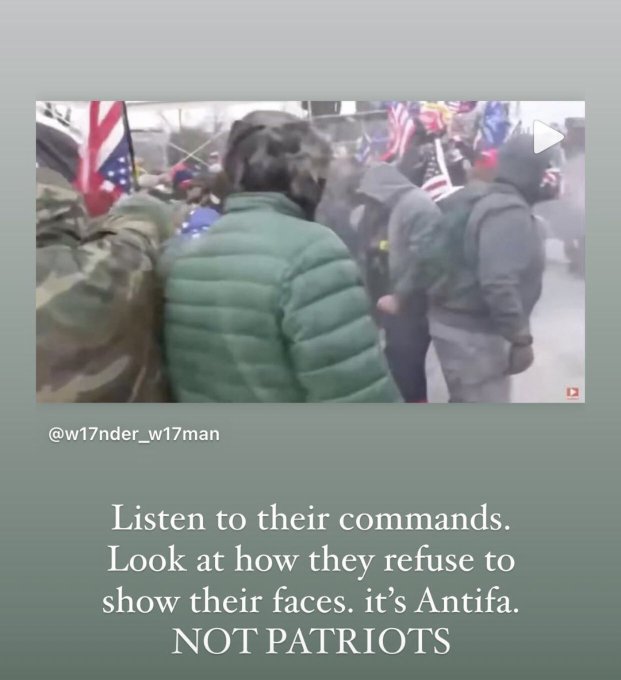 @w17nder_w17man
Listen to their commands.
Look at how they refuse to
show their faces. it's Antifa.
NOT PATRIOTS